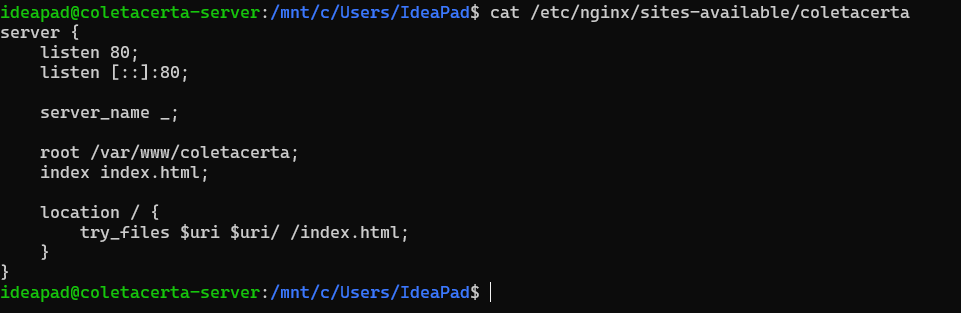 ideapad@coletacerta-server:/mnt/c/Users/IdeaPad$ cat /etc/nginx/sites-available/coletacerta
server {
    listen 80;
    listen [::]:80;

    server_name _;

    root /var/www/coletacerta;
    index index.html;

    location / {
        try_files $uri $uri/ /index.html;
    }
}
ideapad@coletacerta-server:/mnt/c/Users/IdeaPad$